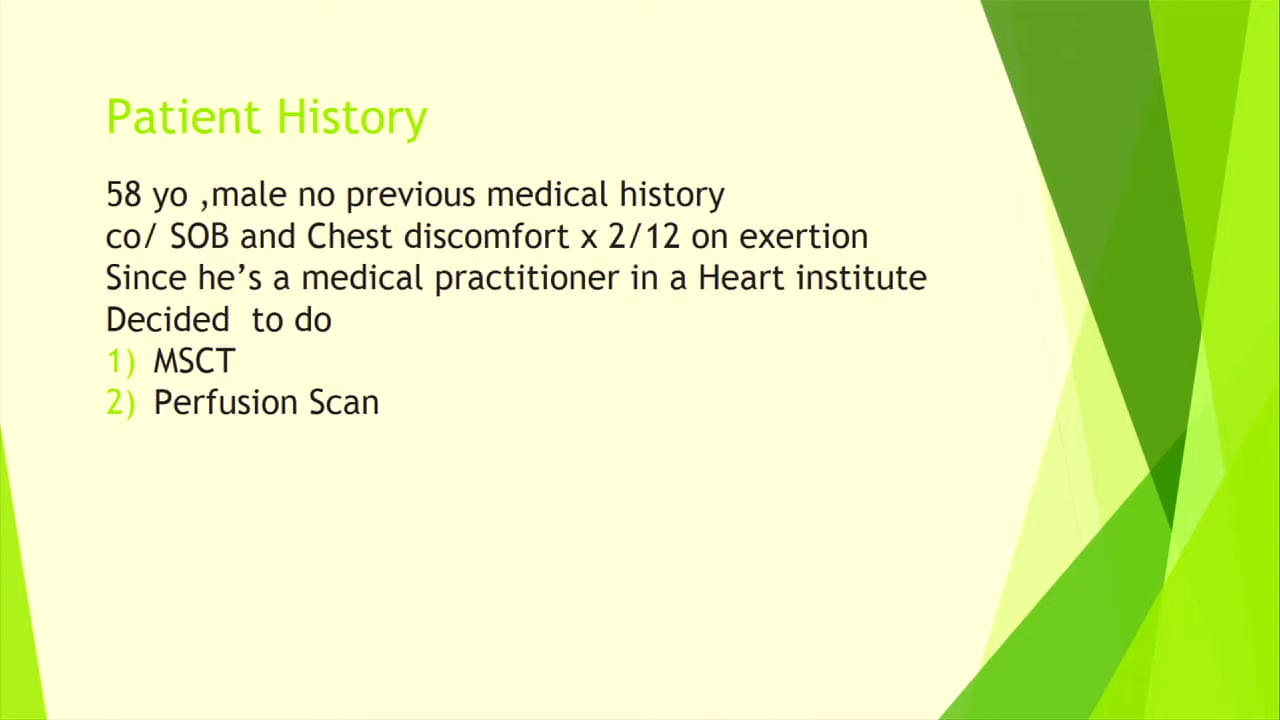 Patient History
58 yo ,male no previous medical history
co/ SOB and Chest discomfort x 2/12 on exertion
Since he’s a medical practitioner in a Heart institute
Decided  to do
1) MSCT
2) Perfusion Scan